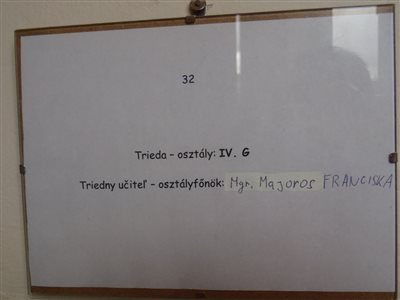 32
Trieda - osztály: IV. G
Triedny učiteľ - osztályfőnök: Mgr. Majoros FRANCISKA